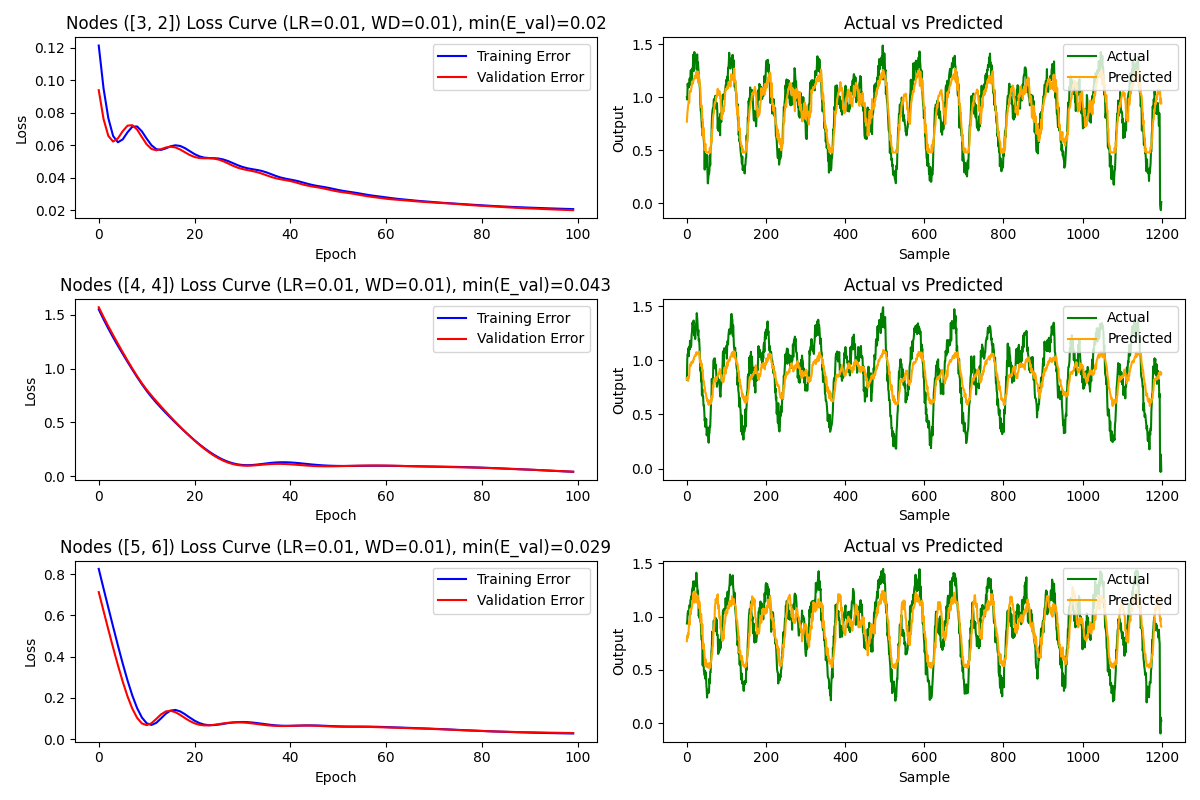 Nodes ([3, 2]) Loss Curve (LR=0.01, WD=0.01), min(E_val)=0.02
0.12
0.10
0.08
0.06
0.04
0.02
Loss
Training Error
Validation Error
0 20 40 60 80 100
Epoch
Actual vs Predicted
1.5
1.0
0.5
0.0
Output
Actual
Predicted
0 200 400 600 800 1000 1200
Sample
Nodes ([4, 4]) Loss Curve (LR=0.01, WD=0.01), min(E_val)=0.043
1.5
1.0
0.5
0.0
Loss
Training Error
Validation Error
0 20 40 60 80 100
Epoch
Actual vs Predicted
1.5
1.0
0.5
0.0
Output
Actual
Predicted
0 200 400 600 800 1000 1200
Sample
Nodes ([5, 6]) Loss Curve (LR=0.01, WD=0.01), min(E_val)=0.029
0.8
0.6
0.4
0.2
0.0
Loss
Training Error
Validation Error
0 20 40 60 80 100
Epoch
Actual vs Predicted
1.5
1.0
0.5
0.0
Output
Actual
Predicted
0 200 400 600 800 1000 1200
Sample